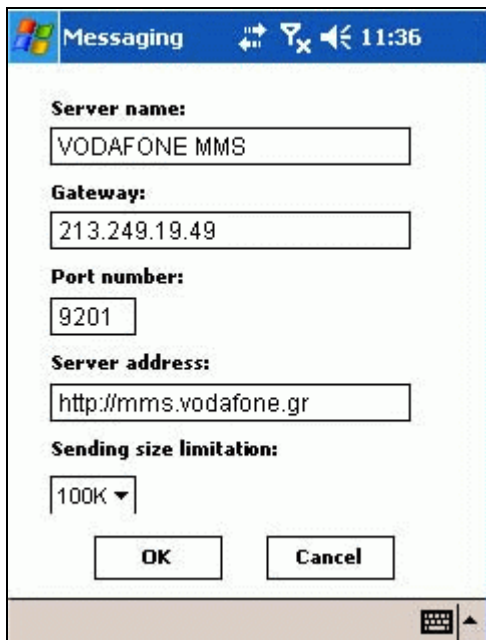 Messaging 11:36
Server name:
VODAFONE MMS
Gateway:
213.249.19.49
Port number:
9201
Server address:
http://mms.vodafone.gr
Sending size limitation:
100K
OK Cancel